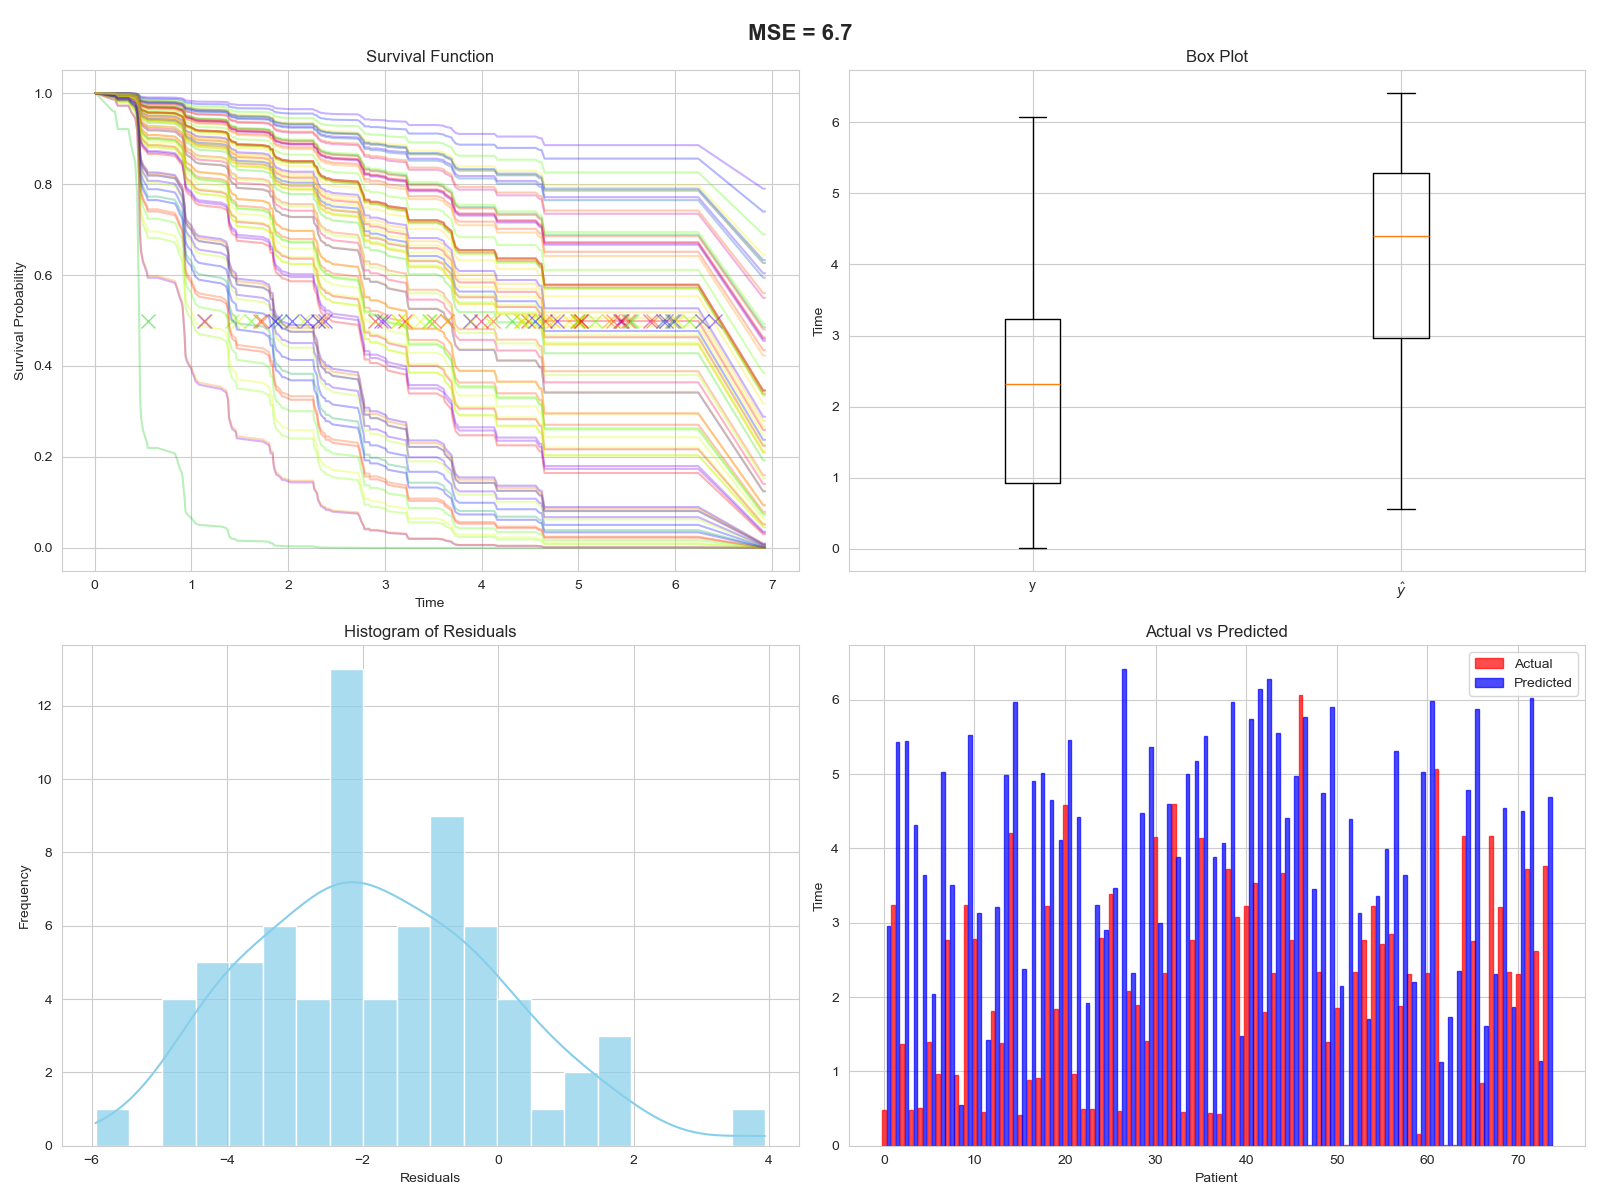 MSE = 6.7
Survival Function
1.0
0.8
0.6
0.4
0.2
0.0
Survival Probability
0 1 2 3 4 5 6 7
Time
Box Plot
6
5
4
3
2
1
0
Time
y ŷ
Histogram of Residuals
12
10
8
6
4
2
0
Frequency
−6 −4 −2 0 2 4
Residuals
Actual vs Predicted
Actual
Predicted
6
5
4
3
2
1
0
Time
0 10 20 30 40 50 60 70
Patient